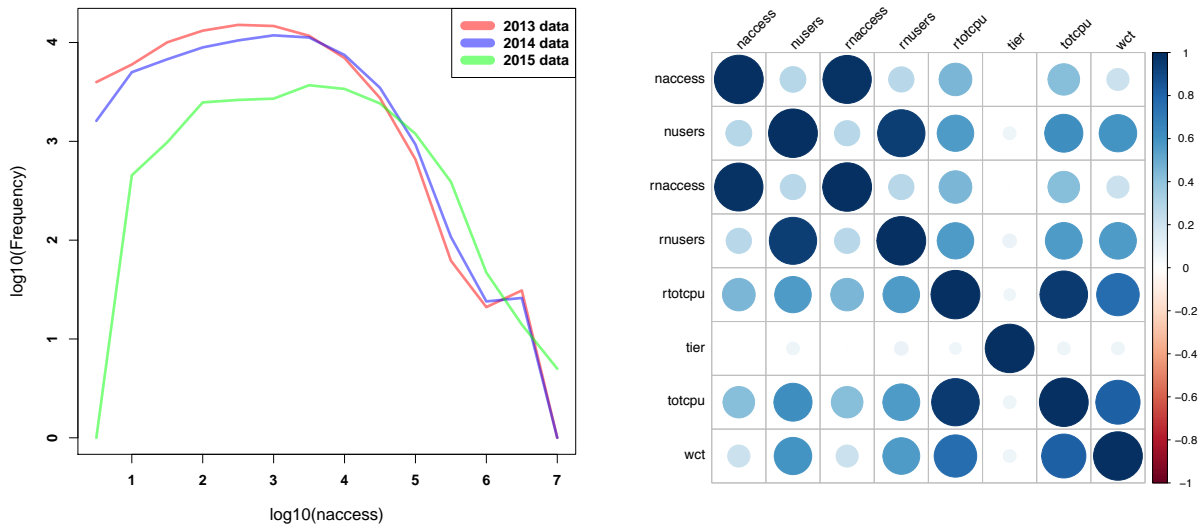 2013 data
2014 data
2015 data
4
3
2
1
0
log10(Frequency)
1 2 3 4 5 6 7
log10(naccess)
naccess nusers rnaccess rnusers rtotcpu tier totcpu wct
naccess
nusers
rnaccess
rnusers
rtotcpu
tier
totcpu
wct
1
0.8
0.6
0.4
0.2
0
−0.2
−0.4
−0.6
−0.8
−1